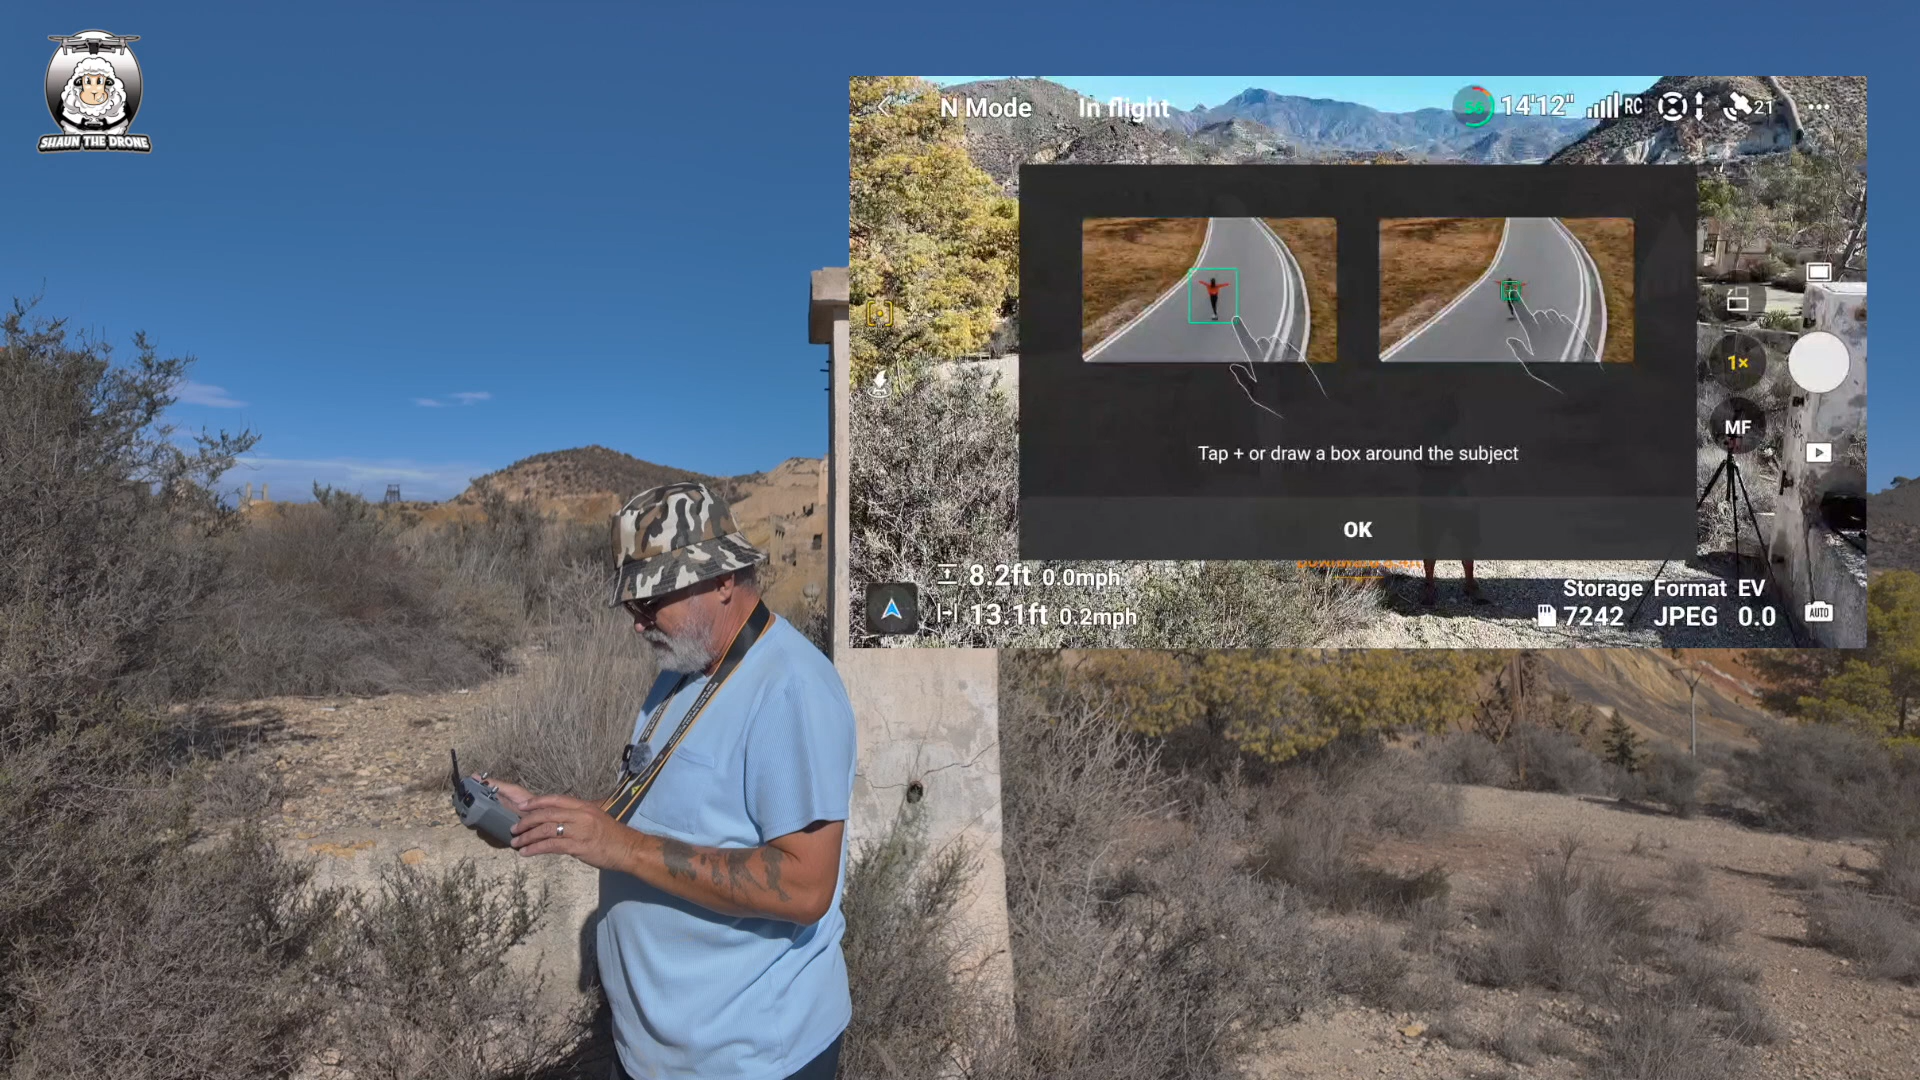 SHAUN THE DRONE
N Mode
In flight
56
14'12"
RC
21
Tap + or draw a box around the subject
OK
1×
MF
8.2ft 0.0mph
13.1ft 0.2mph
Storage Format EV
7242 JPEG 0.0
AUTO